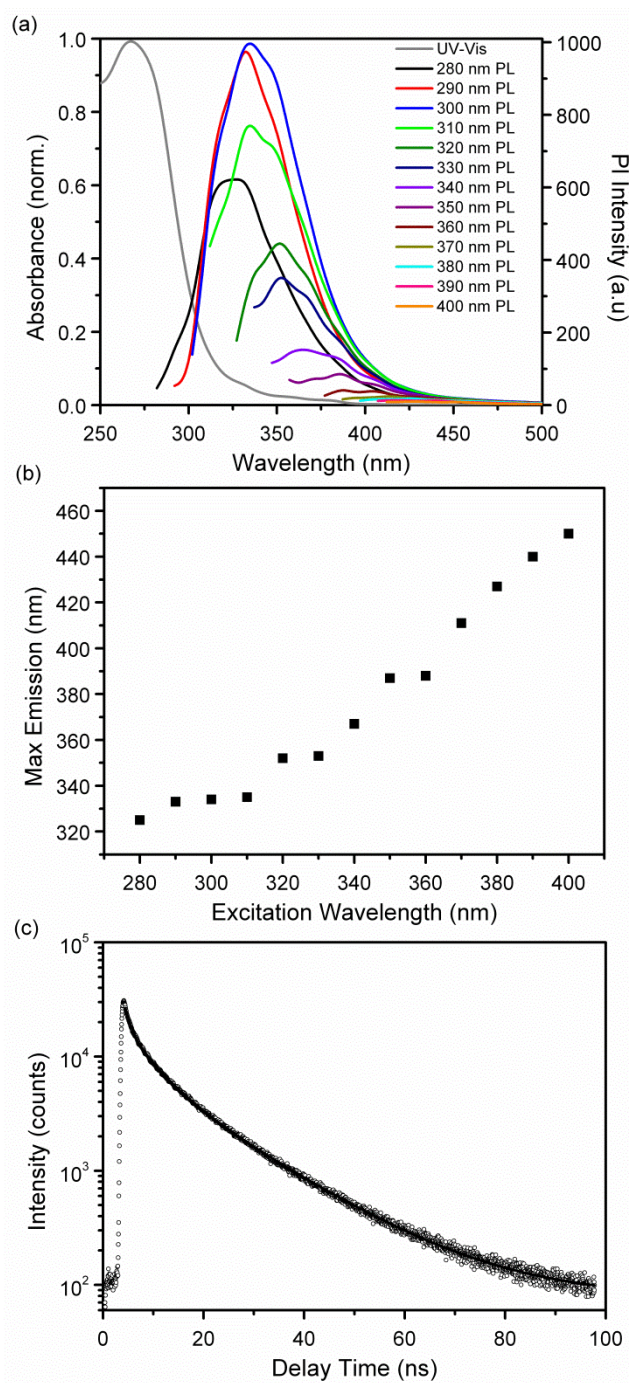 (a)
1.0
0.8
0.6
0.4
0.2
0.0
Absorbance (norm.)
250 300 350 400 450 500
Wavelength (nm)
1000
800
600
400
200
0
Pl Intensity (a.u)
UV-Vis
280 nm PL
290 nm PL
300 nm PL
310 nm PL
320 nm PL
330 nm PL
340 nm PL
350 nm PL
360 nm PL
370 nm PL
380 nm PL
390 nm PL
400 nm PL
(b)
460
440
420
400
380
360
340
320
Max Emission (nm)
280 300 320 340 360 380 400
Excitation Wavelength (nm)
(c)
10^5
10^4
10^3
10^2
Intensity (counts)
0 20 40 60 80 100
Delay Time (ns)